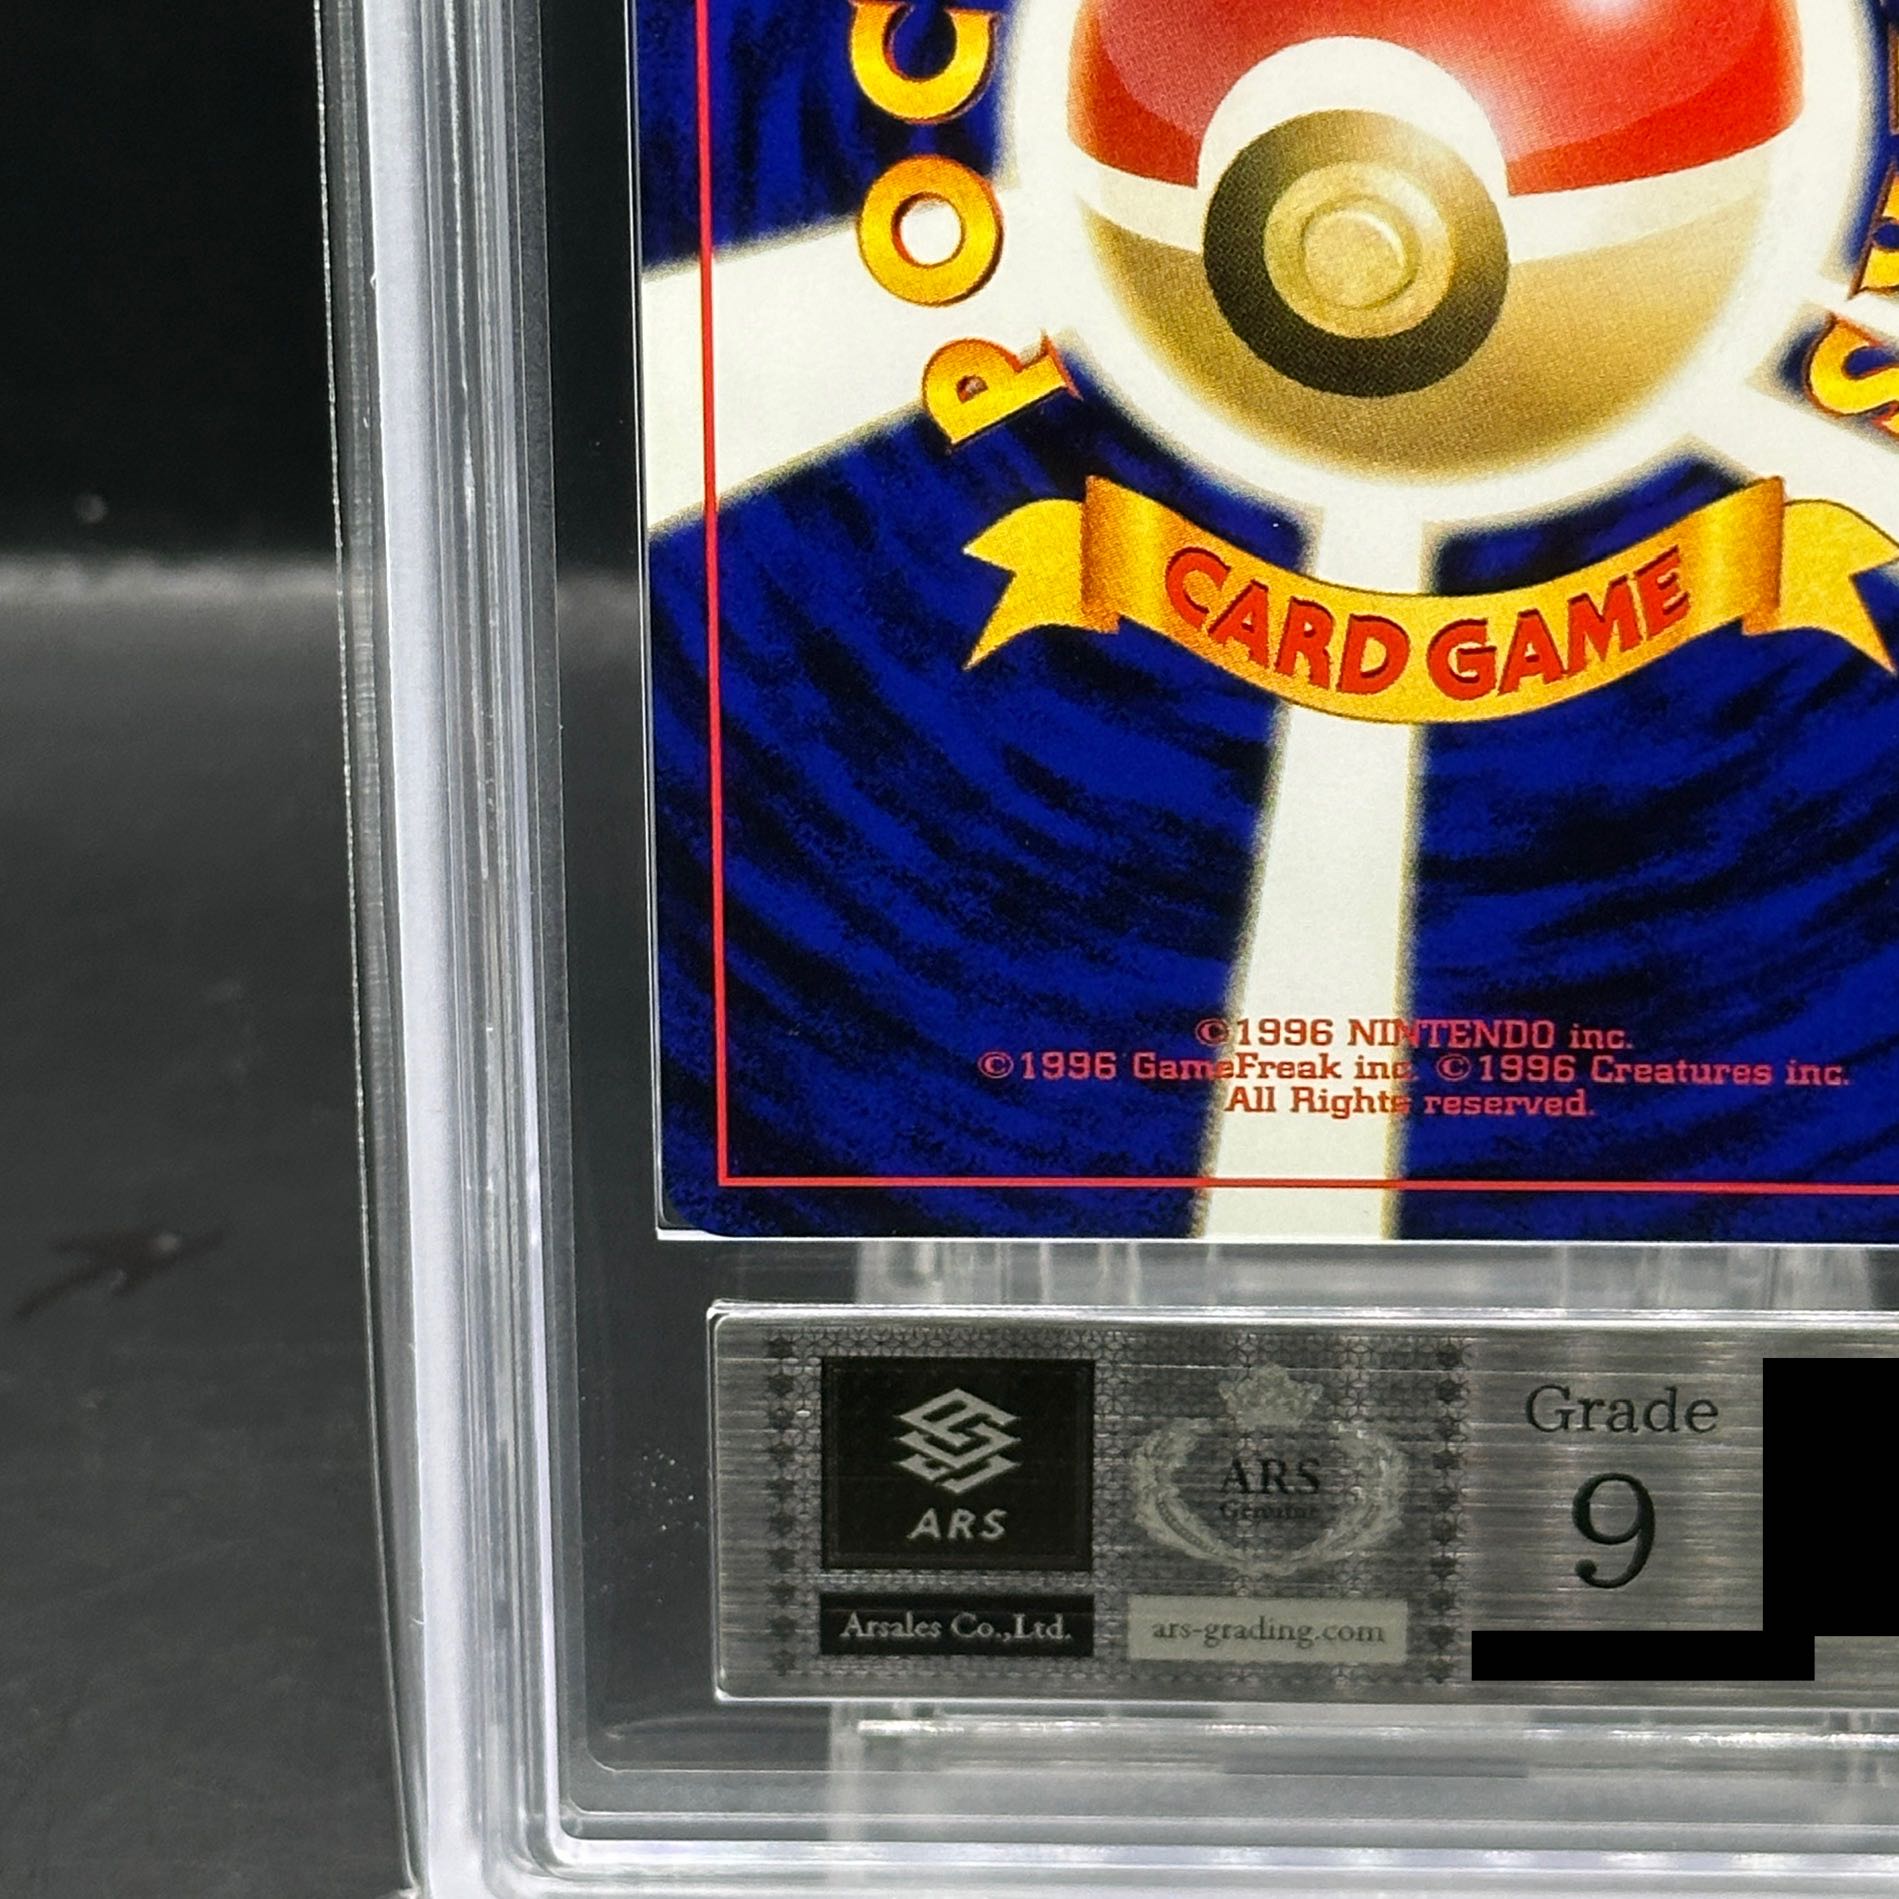 POC
CARD GAME
©1996 NINTENDO inc.
©1996 GameFreak inc. ©1996 Creatures inc.
All Rights reserved.
ARS
Arsales Co.,Ltd.
ARS
Genuine
ars-grading.com
Grade
9